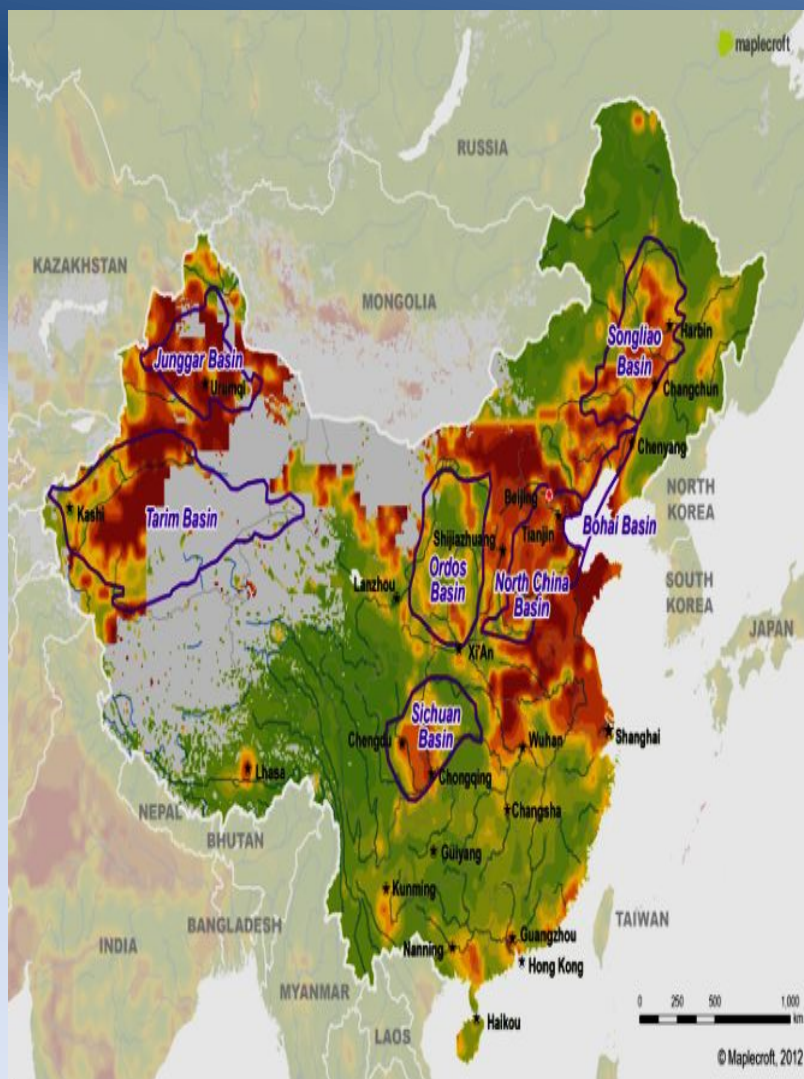 maplecroft
RUSSIA
KAZAKHSTAN
MONGOLIA
Harbin
Songliao
Basin
Junggar Basin
Urumqi
Changchun
Chenyang
NORTH
KOREA
Beijing
Kashi
Tarim Basin
Tianjin
Bohai Basin
Shijiazhuang
Ordos
Basin
North China
Basin
SOUTH
KOREA
Lanzhou
JAPAN
Xi'An
Sichuan
Basin
Chengdu
Wuhan
Shanghai
Lhasa
Chongqing
NEPAL
Changsha
BHUTAN
Guiyang
Kunming
BANGLADESH
TAIWAN
INDIA
Nanning
Guangzhou
Hong Kong
MYANMAR
LAOS
Haikou
0 250 500 1,000
km
© Maplecroft, 2012